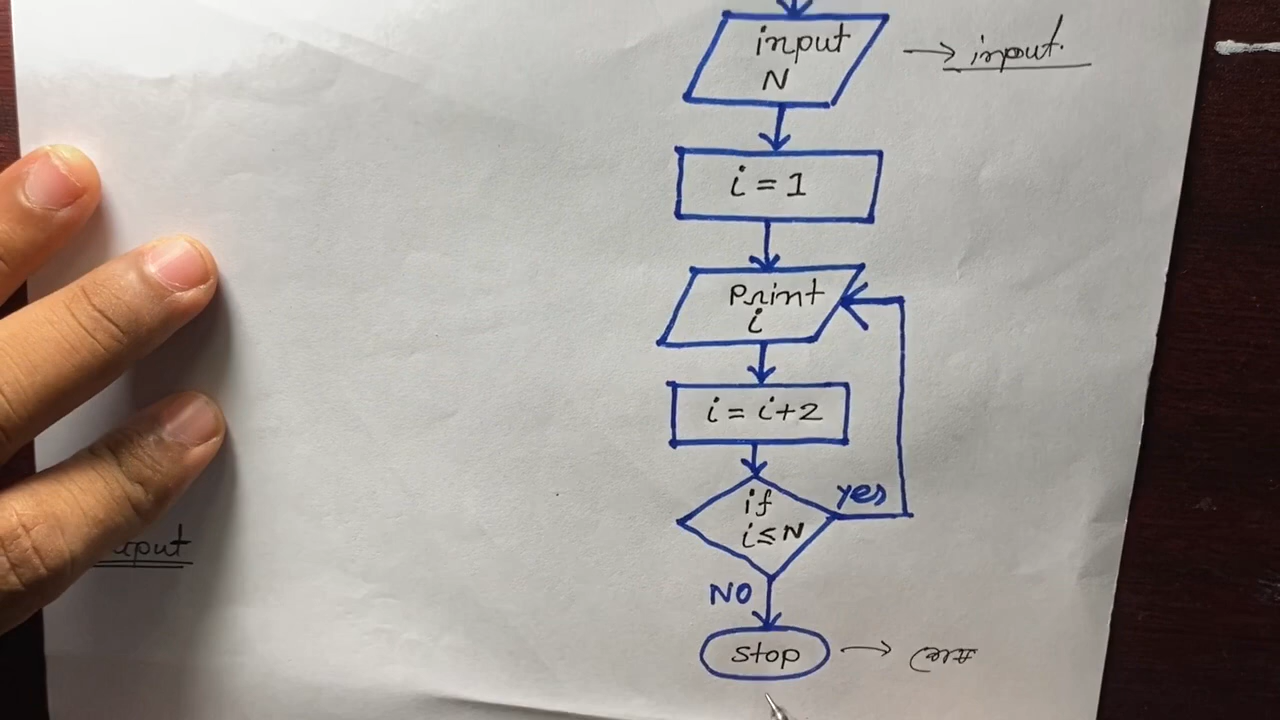 input
N
→ input.
i = 1
Print
i
i = i+2
if
i ≤ N
yes
NO
stop →